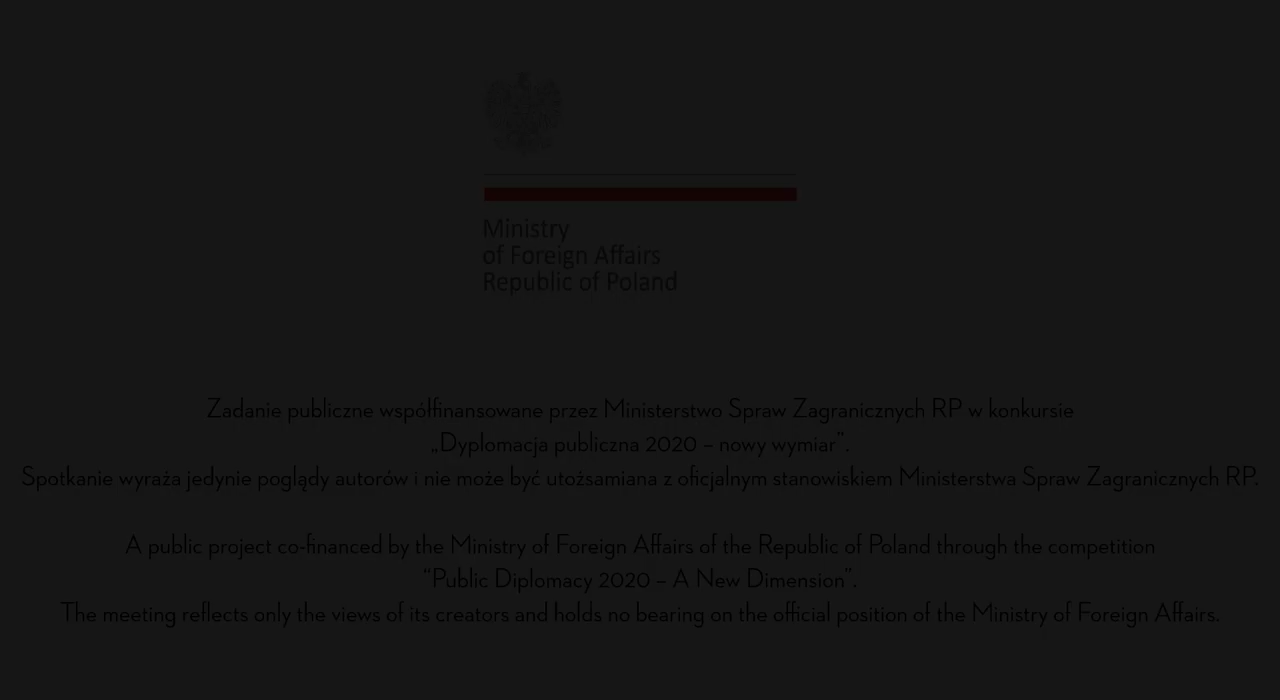 Ministry
of Foreign Affairs
Republic of Poland
Zadanie publiczne współfinansowane przez Ministerstwo Spraw Zagranicznych RP w konkursie
„Dyplomacja publiczna 2020 – nowy wymiar”.
Spotkanie wyraża jedynie poglądy autorów i nie może być utożsamiana z oficjalnym stanowiskiem Ministerstwa Spraw Zagranicznych RP.
A public project co-financed by the Ministry of Foreign Affairs of the Republic of Poland through the competition
“Public Diplomacy 2020 – A New Dimension”.
The meeting reflects only the views of its creators and holds no bearing on the official position of the Ministry of Foreign Affairs.